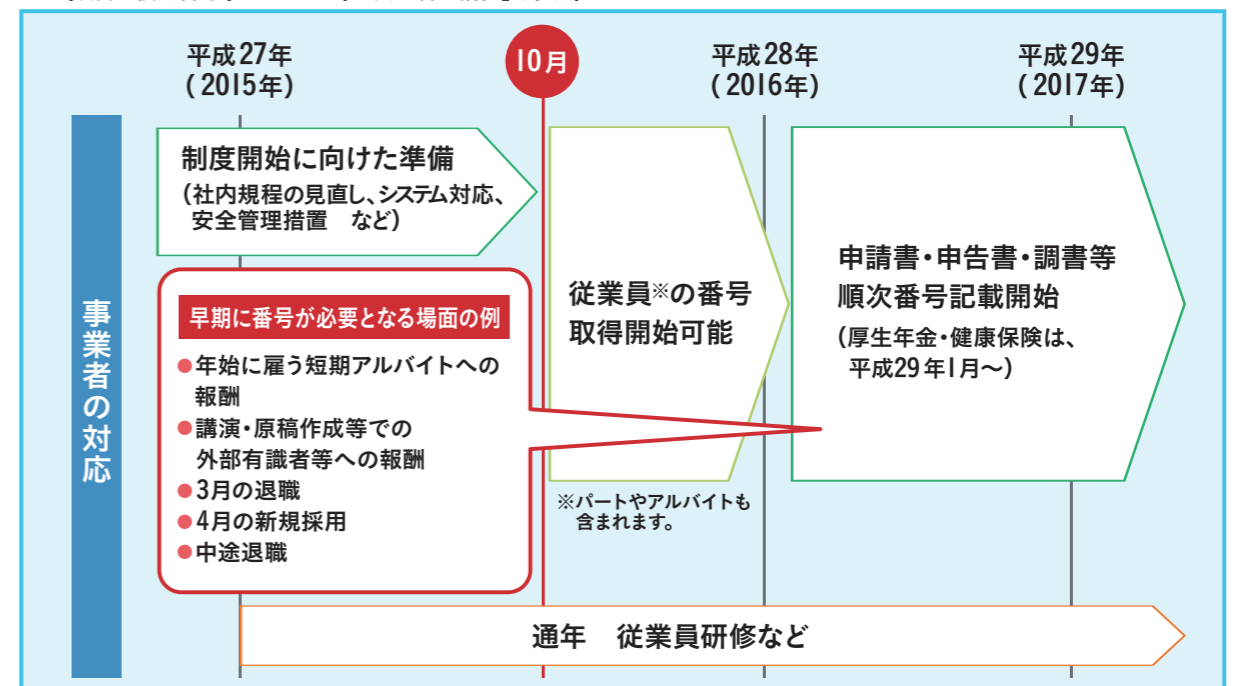 平成27年
(2015年)
10月
平成28年
(2016年)
平成29年
(2017年)
事業者の対応
制度開始に向けた準備
(社内規程の見直し、システム対応、
安全管理措置　など)
早期に番号が必要となる場面の例
●年始に雇う短期アルバイトへの
報酬
●講演・原稿作成等での
外部有識者等への報酬
●3月の退職
●4月の新規採用
●中途退職
従業員※の番号
取得開始可能
※パートやアルバイトも
含まれます。
申請書・申告書・調書等
順次番号記載開始
(厚生年金・健康保険は、
平成29年1月～)
通年　従業員研修など